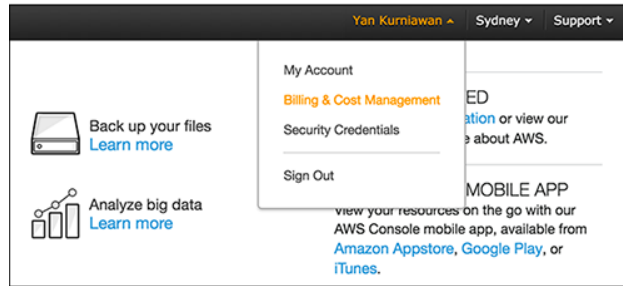 Yan Kurniawan Sydney Support
My Account
Billing & Cost Management
Security Credentials
Sign Out
Back up your files
Learn more
Analyze big data
Learn more
ED
ation or view our
about AWS.
MOBILE APP
View your resources on the go with our
AWS Console mobile app, available from
Amazon Appstore, Google Play, or
iTunes.